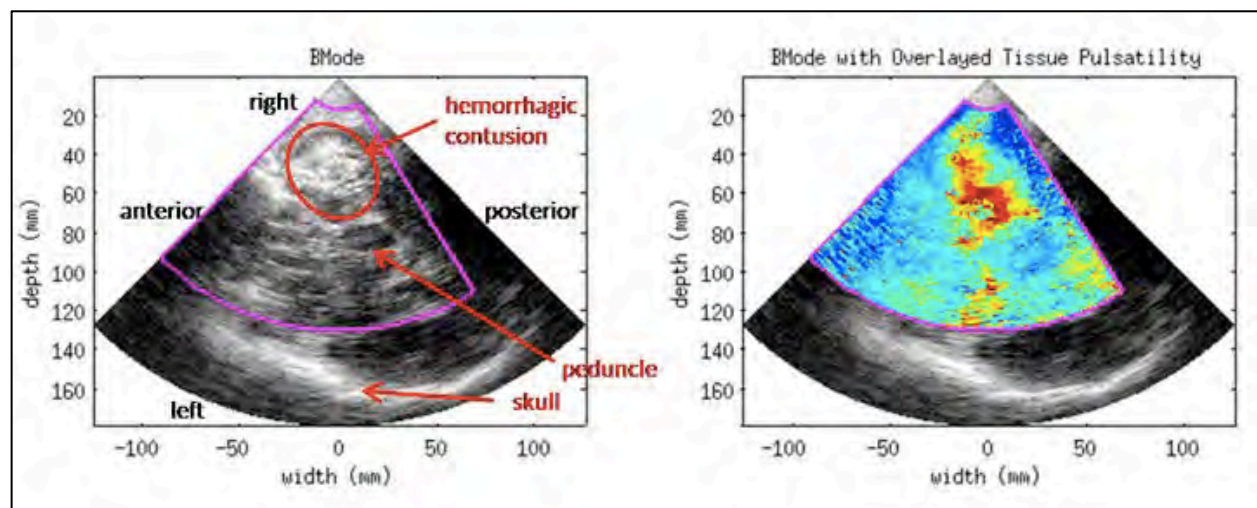 BMode
right
hemorrhagic
contusion
anterior
posterior
peduncle
skull
left
20
40
60
80
100
120
140
160
depth (mm)
-100
-50
0
50
100
width (mm)
BMode with Overlayed Tissue Pulsatility
20
40
60
80
100
120
140
160
depth (mm)
-100
-50
0
50
100
width (mm)